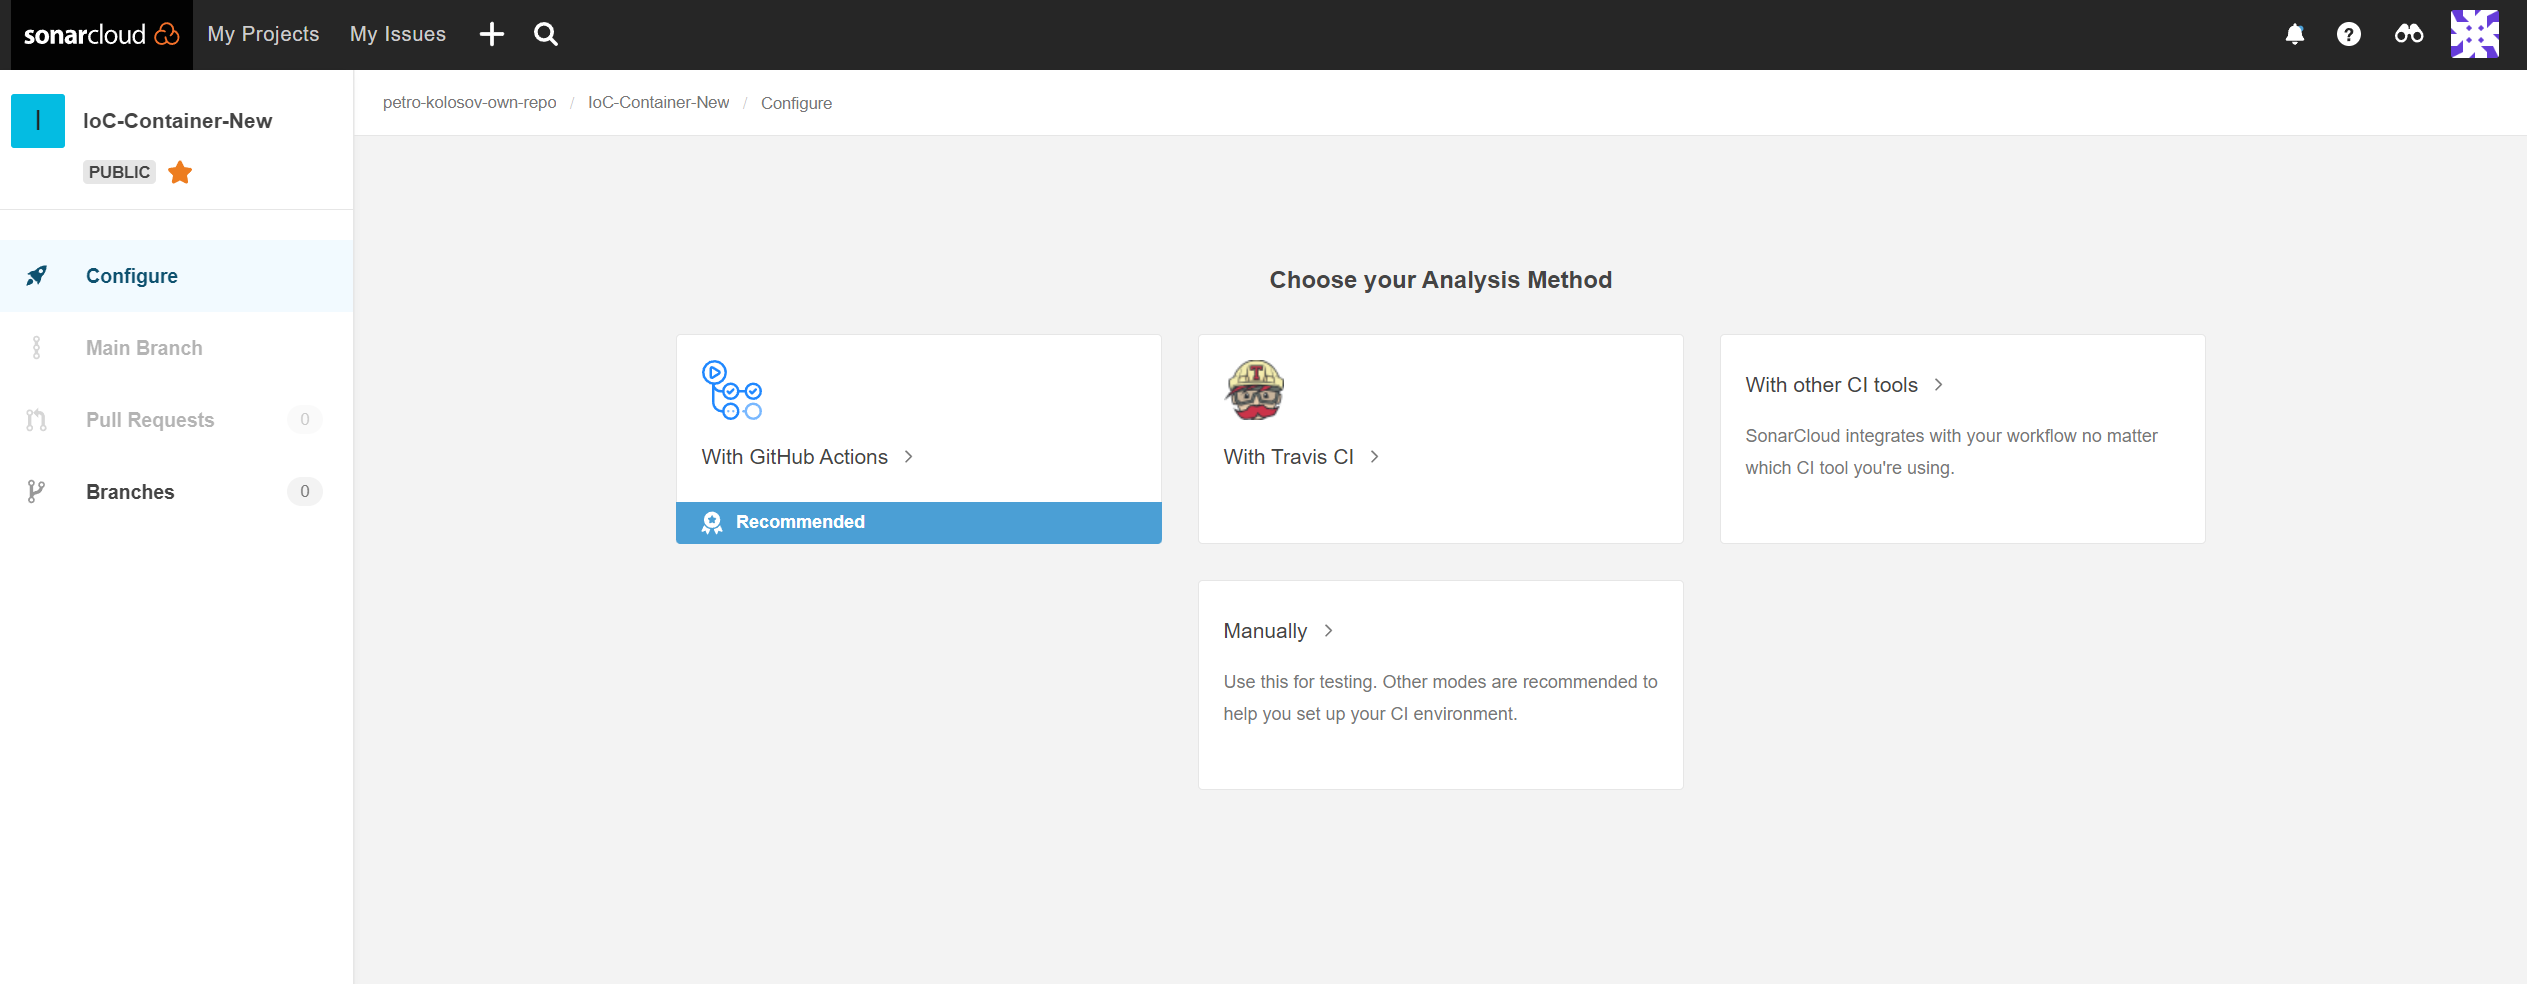 sonarcloud
My Projects
My Issues
petro-kolosov-own-repo / IoC-Container-New / Configure
I
IoC-Container-New
PUBLIC
Configure
Main Branch
Pull Requests 0
Branches 0
Choose your Analysis Method
With GitHub Actions
Recommended
T
With Travis CI
With other CI tools
SonarCloud integrates with your workflow no matter
which CI tool you're using.
Manually
Use this for testing. Other modes are recommended to
help you set up your CI environment.